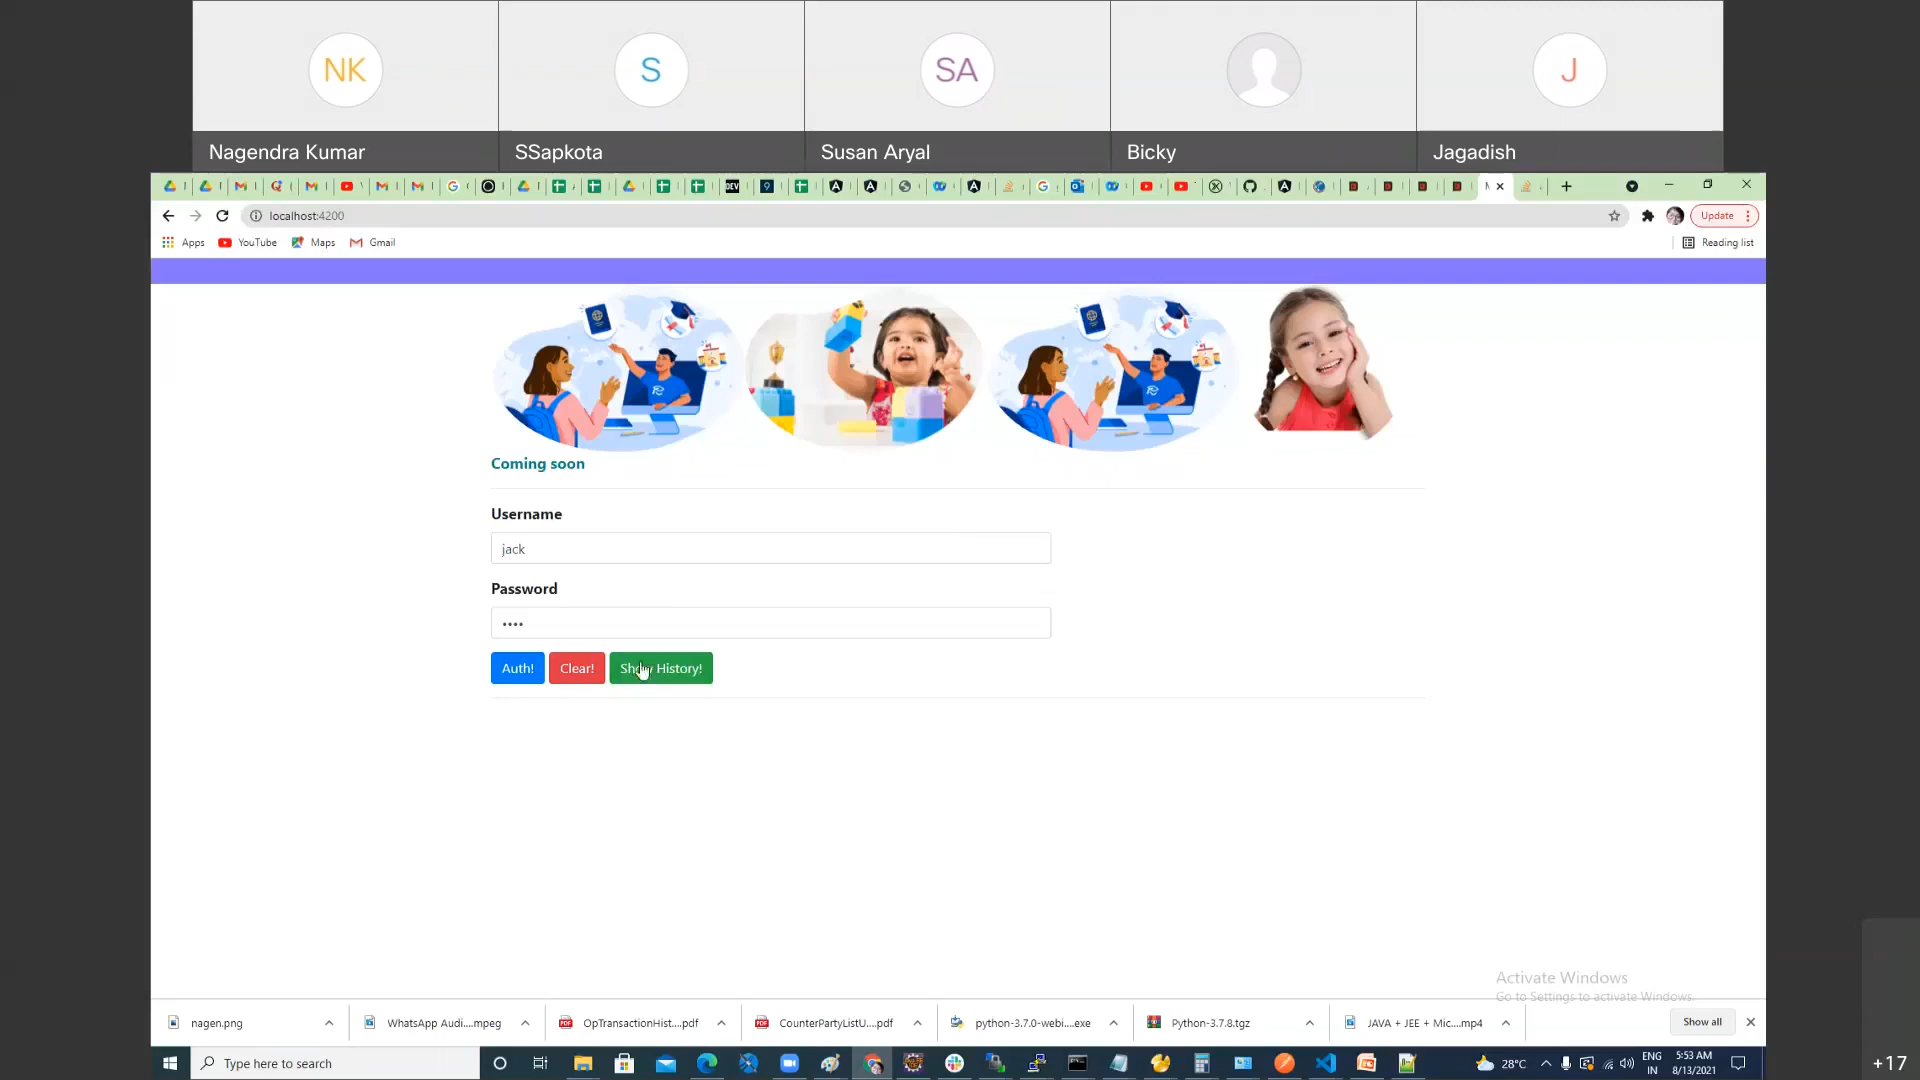 NK
S
SA
J
Nagendra Kumar
SSapkota
Susan Aryal
Bicky
Jagadish
localhost:4200
Update
Apps
YouTube
Maps
Gmail
Reading list
Coming soon
Username
jack
Password
••••
Auth!
Clear!
Show History!
Activate Windows
Go to Settings to activate Windows.
nagen.png
WhatsApp Audi....mpeg
OpTransactionHist....pdf
CounterPartyListU....pdf
python-3.7.0-webi....exe
Python-3.7.8.tgz
JAVA + JEE + Mic....mp4
Show all
Type here to search
28°C
ENG
IN
5:53 AM
8/13/2021
+17